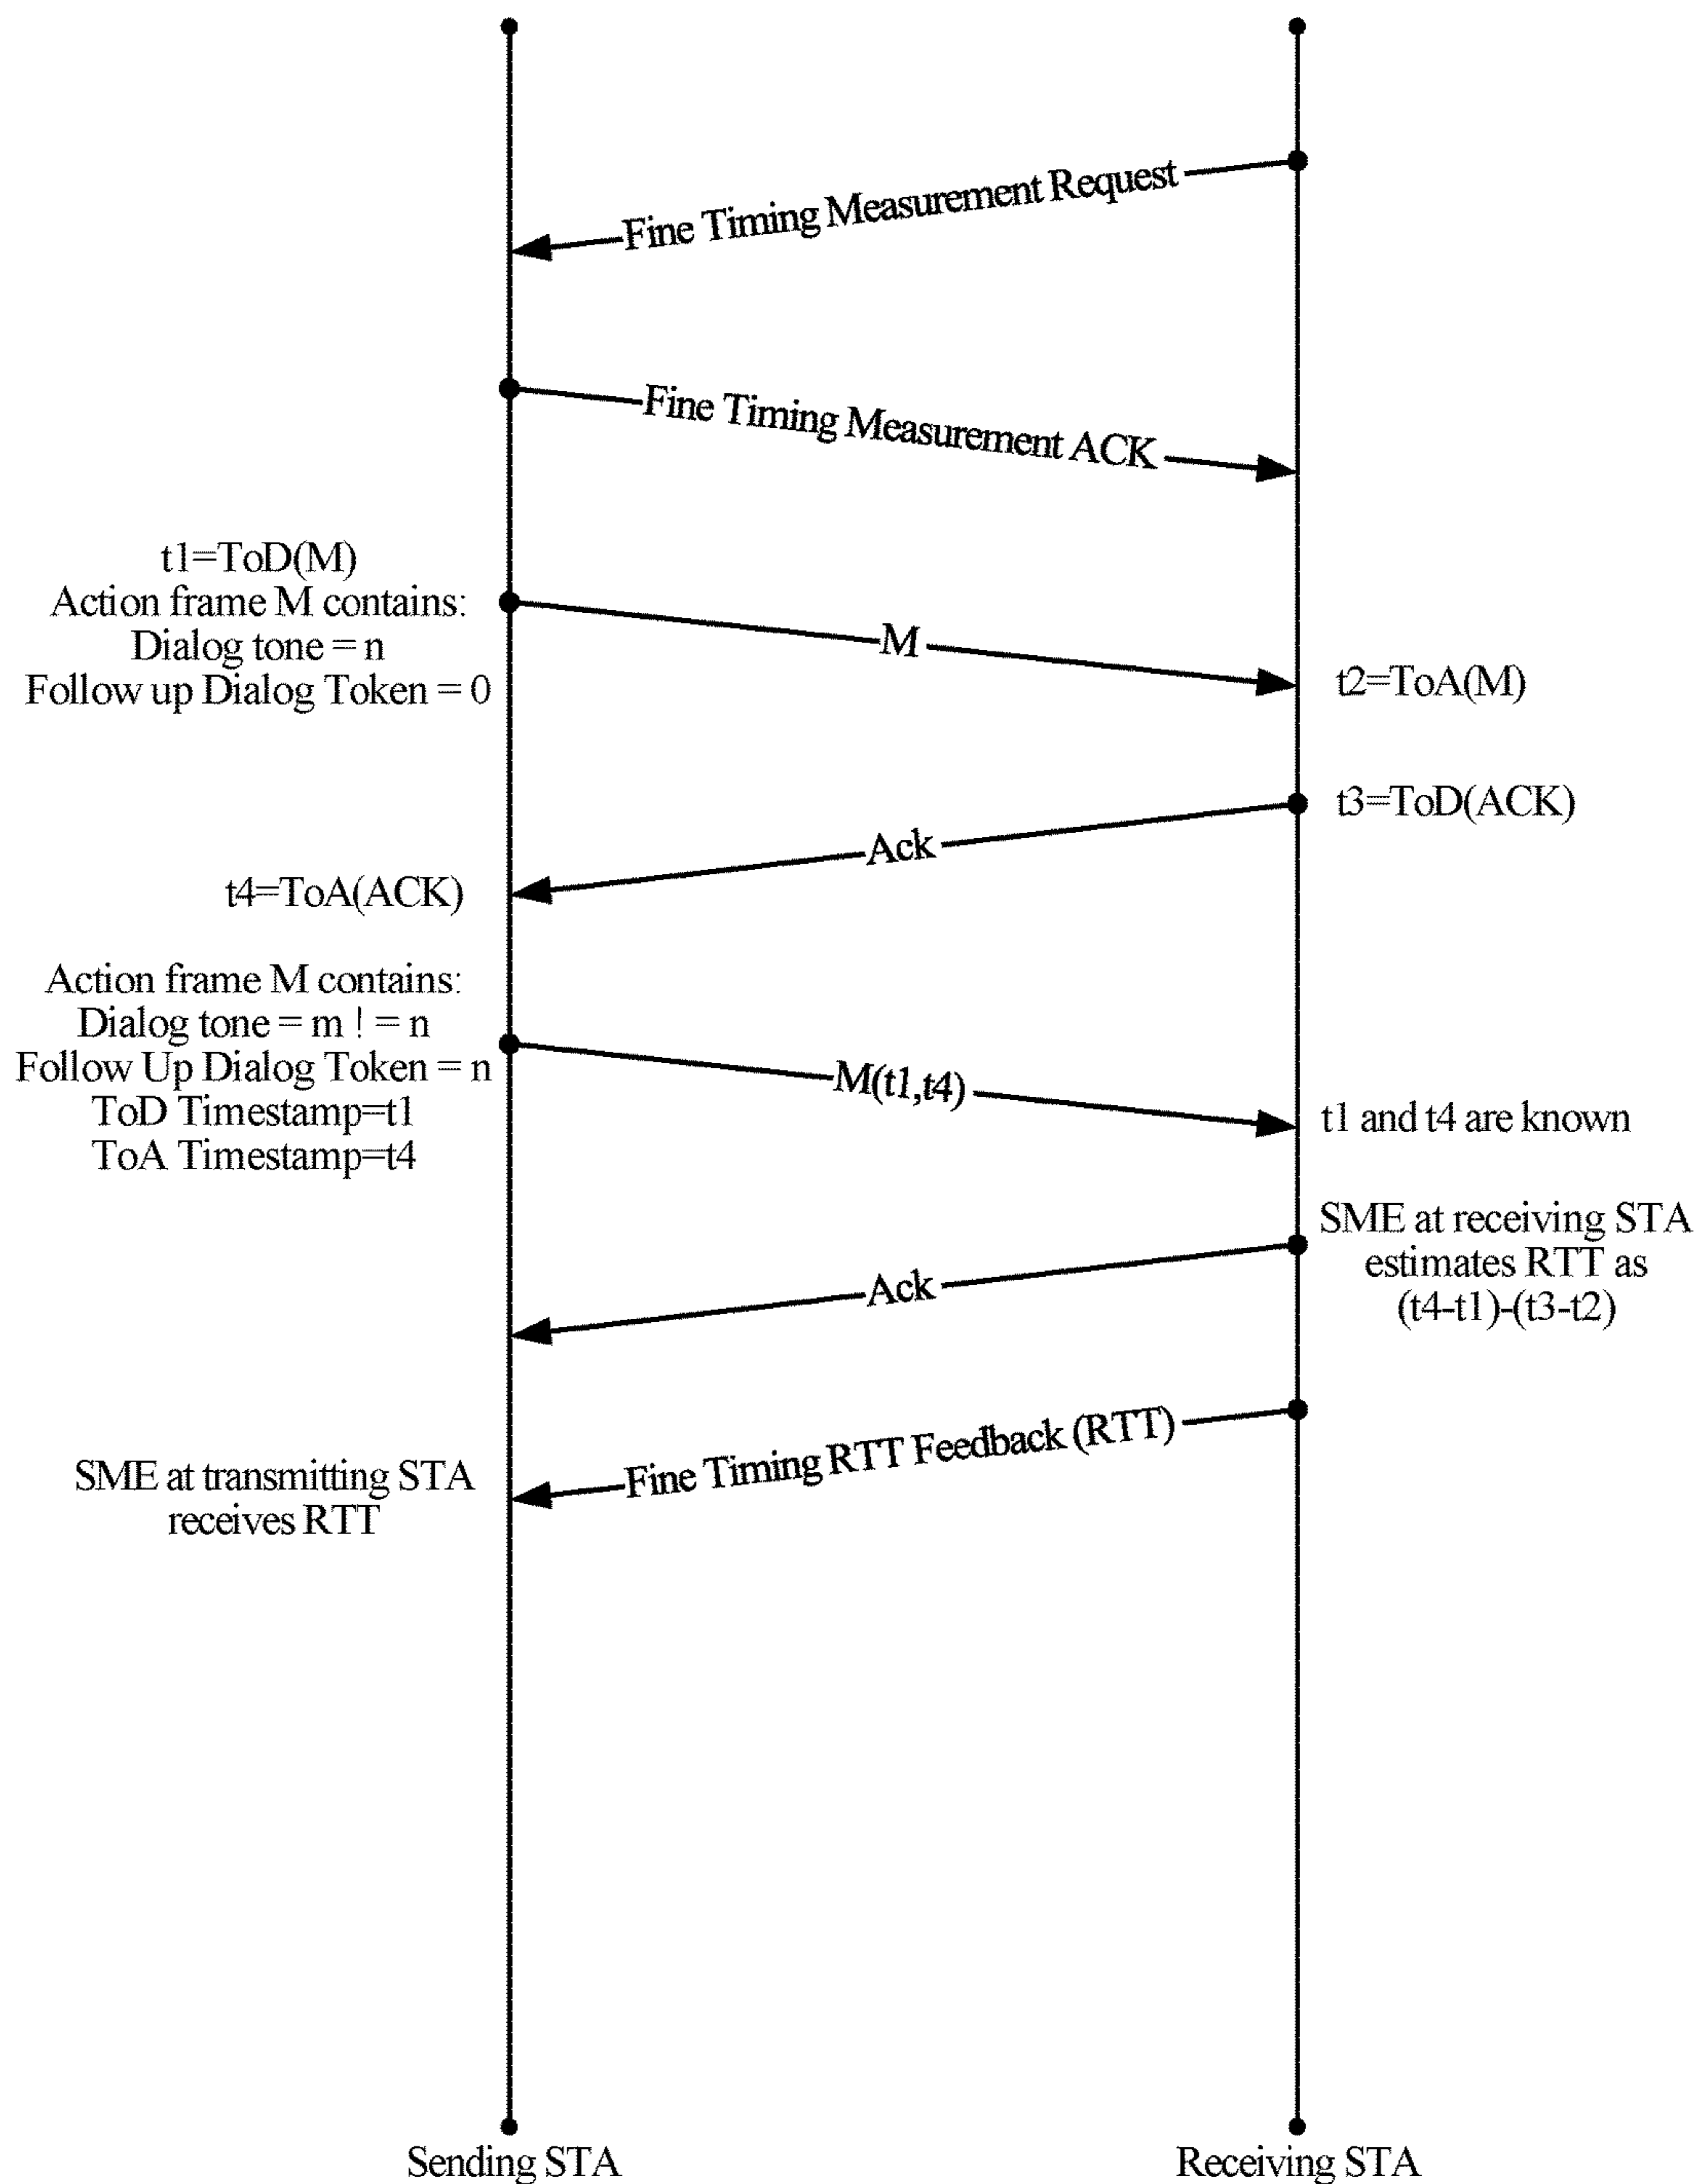 Fine Timing Measurement Request
Fine Timing Measurement ACK
t1=ToD(M)
Action frame M contains:
Dialog tone = n
Follow up Dialog Token = 0
M
t2=ToA(M)
t3=ToD(ACK)
Ack
t4=ToA(ACK)
Action frame M contains:
Dialog tone = m ! = n
Follow Up Dialog Token = n
ToD Timestamp=t1
ToA Timestamp=t4
M(t1,t4)
t1 and t4 are known
SME at receiving STA
estimates RTT as
(t4-t1)-(t3-t2)
Ack
Fine Timing RTT Feedback (RTT)
SME at transmitting STA
receives RTT
Sending STA
Receiving STA